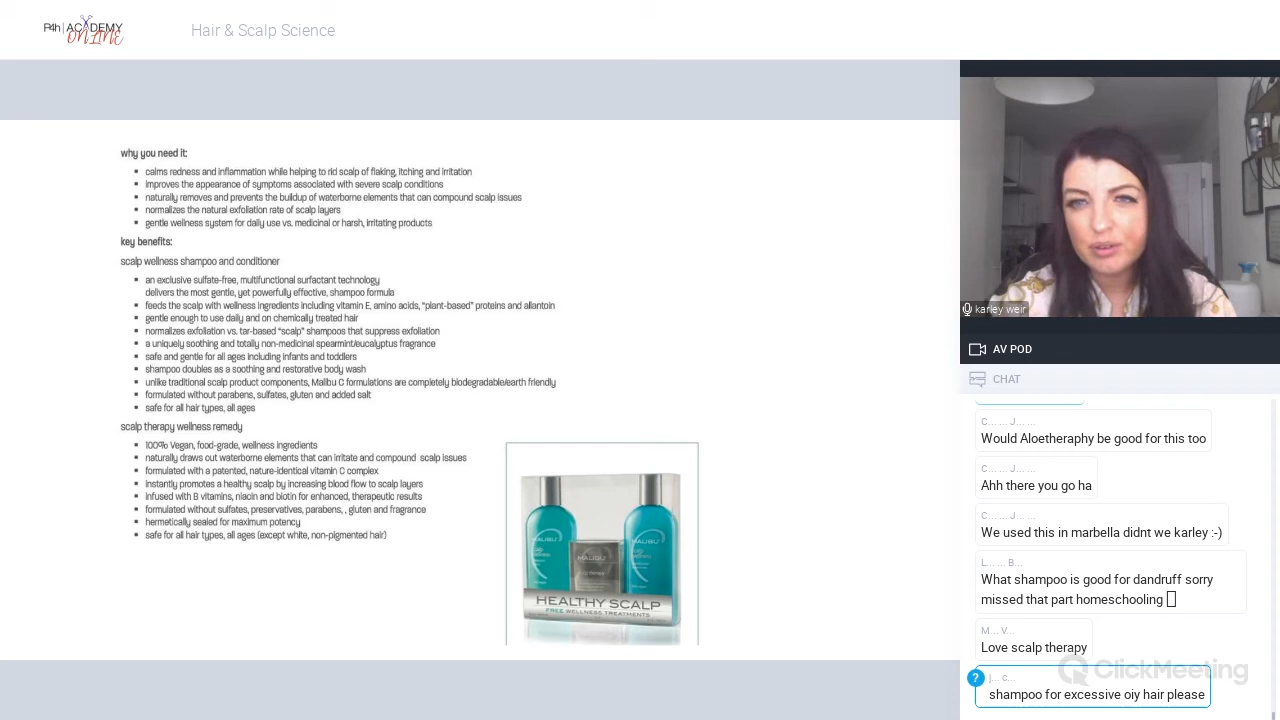 P4h | ACADEMY
ONLINE
Hair & Scalp Science
why you need it:
calms redness and inflammation while helping to rid scalp of flaking, itching and irritation
improves the appearance of symptoms associated with severe scalp conditions
naturally removes and prevents the buildup of waterborne elements that can compound scalp issues
normalizes the natural exfoliation rate of scalp layers
gentle wellness system for daily use vs. medicinal or harsh, irritating products
key benefits:
scalp wellness shampoo and conditioner
an exclusive sulfate-free, multifunctional surfactant technology
delivers the most gentle, yet powerfully effective, shampoo formula
feeds the scalp with wellness ingredients including vitamin E, amino acids, "plant-based" proteins and allantoin
gentle enough to use daily and on chemically treated hair
normalizes exfoliation vs. tar-based "scalp" shampoos that suppress exfoliation
a uniquely soothing and totally non-medicinal spearmint/eucalyptus fragrance
safe and gentle for all ages including infants and toddlers
shampoo doubles as a soothing and restorative body wash
unlike traditional scalp product components, Malibu C formulations are completely biodegradable/earth friendly
formulated without parabens, sulfates, gluten and added salt
safe for all hair types, all ages
scalp therapy wellness remedy
100% Vegan, food-grade, wellness ingredients
naturally draws out waterborne elements that can irritate and compound scalp issues
formulated with a patented, nature-identical vitamin C complex
instantly promotes a healthy scalp by increasing blood flow to scalp layers
infused with B vitamins, niacin and biotin for enhanced, therapeutic results
formulated without sulfates, preservatives, parabens, , gluten and fragrance
hermetically sealed for maximum potency
safe for all hair types, all ages (except white, non-pigmented hair)
MALIBU
MALIBU
MALIBU
HEALTHY SCALP
FREE WELLNESS TREATMENTS
karley weir
AV POD
CHAT
C... ... J... ...
Would Aloetheraphy be good for this too
C... ... J... ...
Ahh there you go ha
C... ... J... ...
We used this in marbella didnt we karley :-)
L... ... B...
What shampoo is good for dandruff sorry
missed that part homeschooling
M... V...
Love scalp therapy
ClickMeeting
?
J... C...
shampoo for excessive oiy hair please